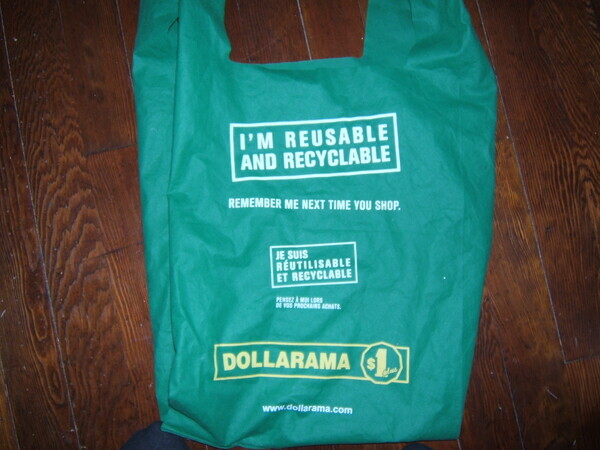 I'M REUSABLE
AND RECYCLABLE
REMEMBER ME NEXT TIME YOU SHOP.
JE SUIS
RÉUTILISABLE
ET RECYCLABLE
PENSEZ À MOI LORS
DE VOS PROCHAINS ACHATS.
DOLLARAMA $1 plus
www.dollarama.com